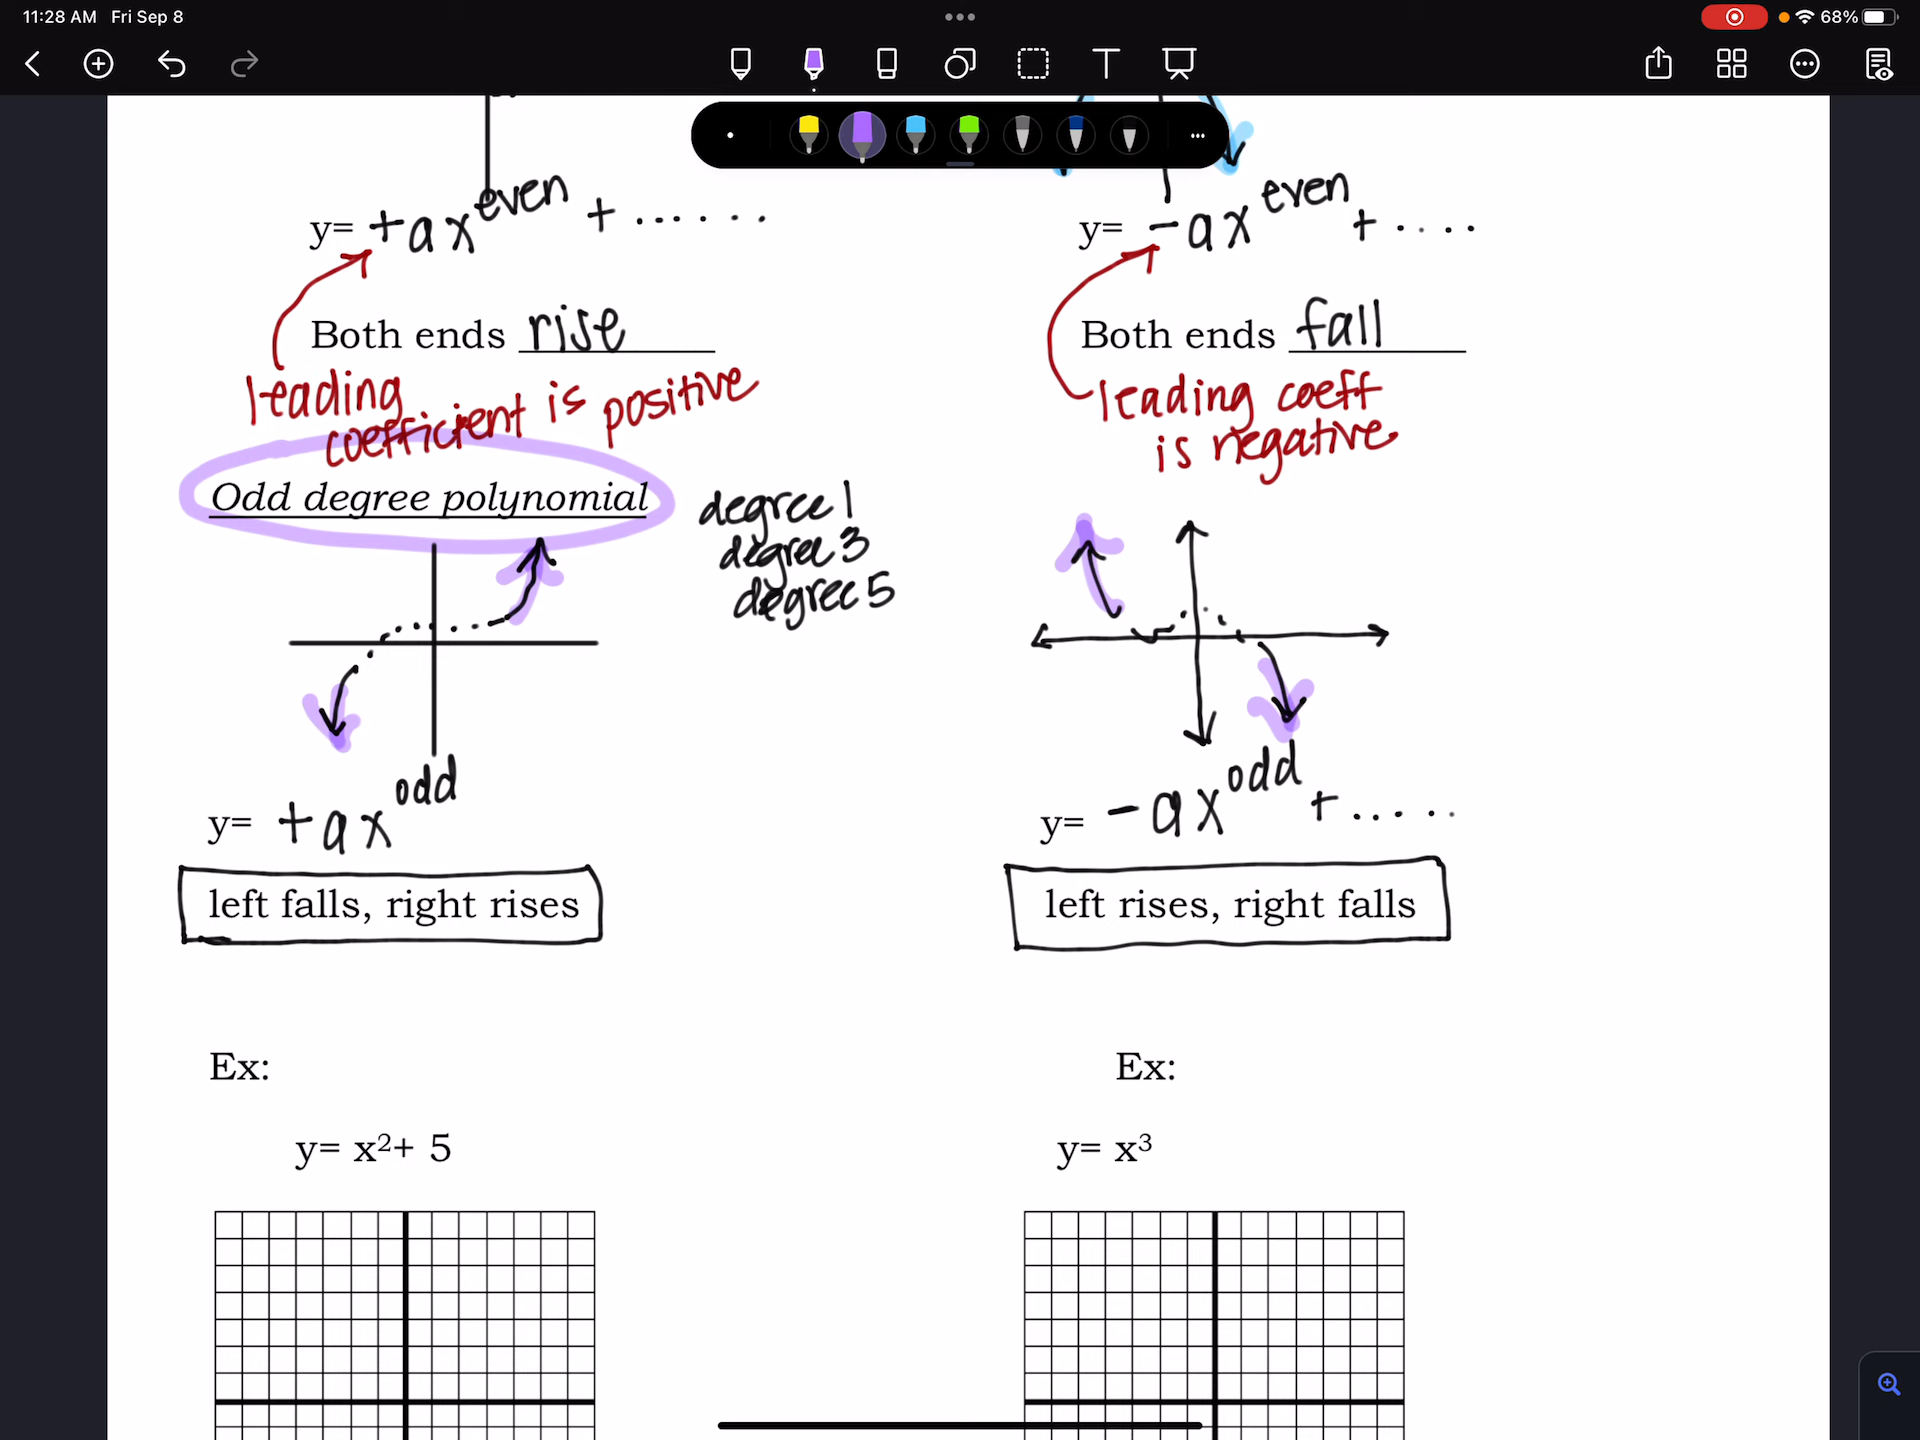 11:28 AM Fri Sep 8
68%
y= +ax^even + ......
y= -ax^even + ....
Both ends rise
Both ends fall
leading coefficient is positive
leading coeff
is negative
Odd degree polynomial
degree 1
degree 3
degree 5
y= +ax^odd
y= -ax^odd + .....
left falls, right rises
left rises, right falls
Ex:
Ex:
y= x²+ 5
y= x³